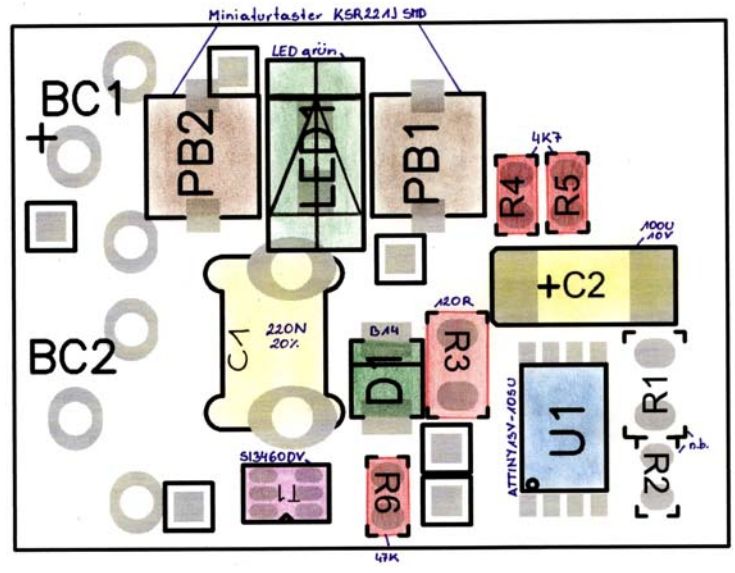 Miniaturtaster KSR221J SMD
LED grün
BC1
+
PB2
LED1
PB1
4K7
R4
R5
100U
10V
+C2
C1
220N
20%
B14
D1
120R
R3
BC2
ATTINY13V-10SU
U1
R1
n.b.
R2
SI3460DV
T1
R6
47K